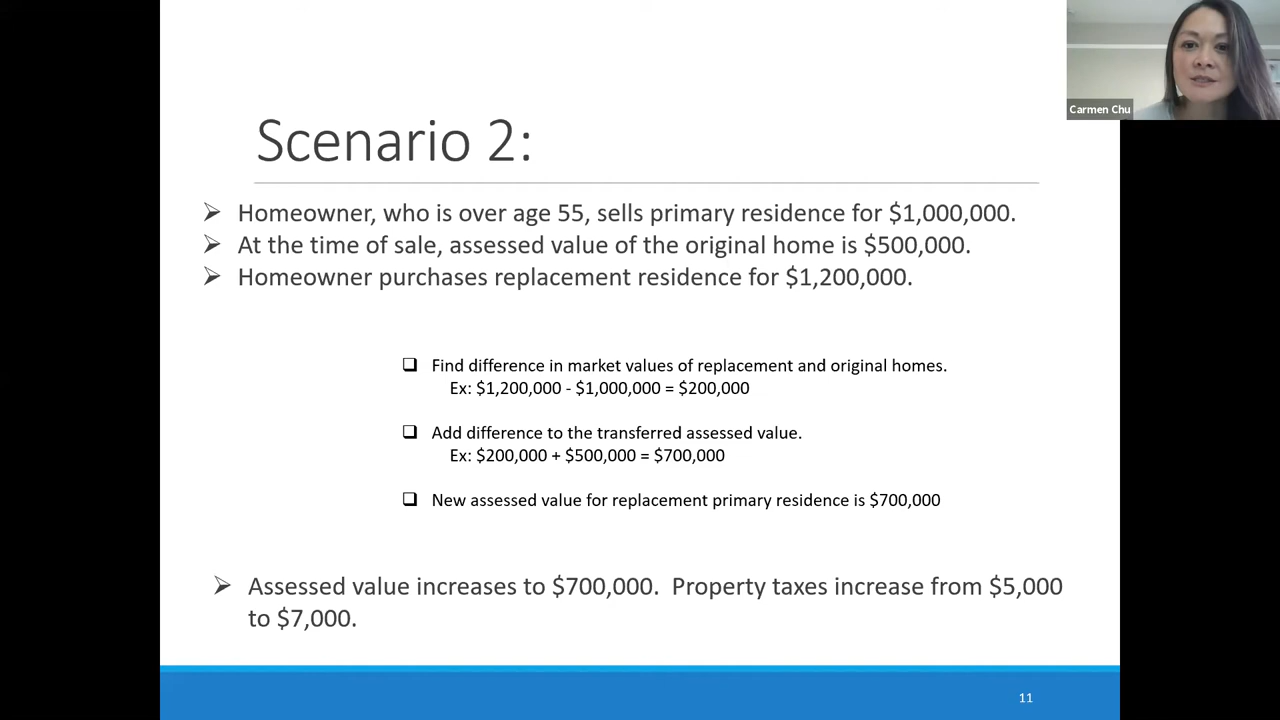 Carmen Chu
Scenario 2:
➢ Homeowner, who is over age 55, sells primary residence for $1,000,000.
➢ At the time of sale, assessed value of the original home is $500,000.
➢ Homeowner purchases replacement residence for $1,200,000.
❑ Find difference in market values of replacement and original homes.
Ex: $1,200,000 - $1,000,000 = $200,000
❑ Add difference to the transferred assessed value.
Ex: $200,000 + $500,000 = $700,000
❑ New assessed value for replacement primary residence is $700,000
➢ Assessed value increases to $700,000.  Property taxes increase from $5,000
to $7,000.
11